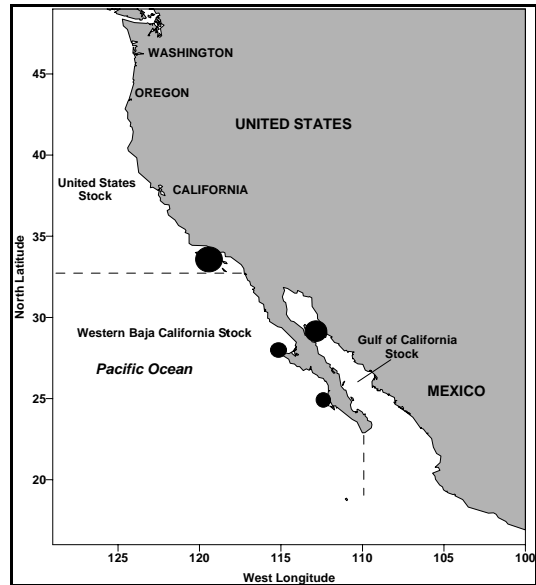 WASHINGTON
45
OREGON
UNITED STATES
40
United States
Stock
CALIFORNIA
35
North Latitude
30
Western Baja California Stock
Gulf of California
Stock
Pacific Ocean
MEXICO
25
20
125
120
115
110
105
100
West Longitude